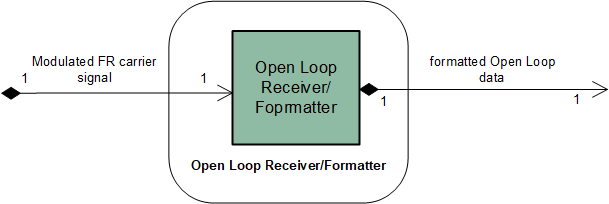 Modulated FR carrier
signal
1
1
Open Loop
Receiver/
Fopmatter
1
Open Loop Receiver/Formatter
formatted Open Loop
data
1